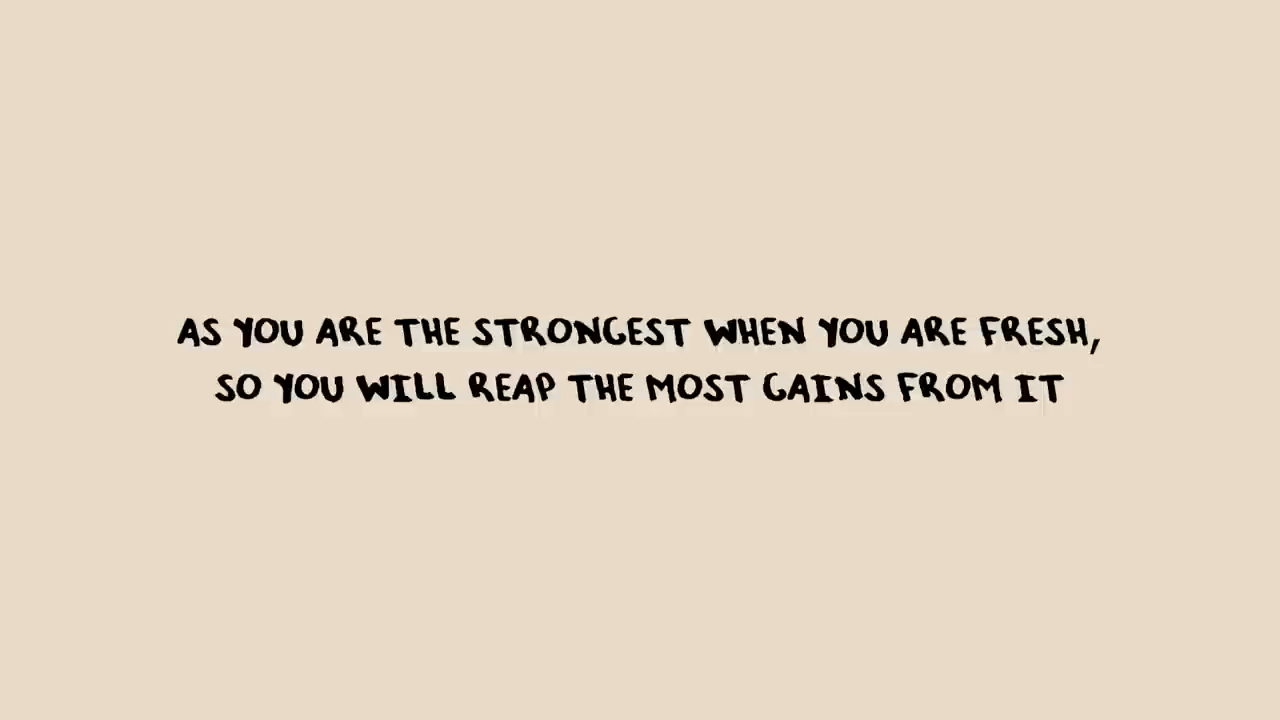 AS YOU ARE THE STRONGEST WHEN YOU ARE FRESH,
SO YOU WILL REAP THE MOST GAINS FROM IT